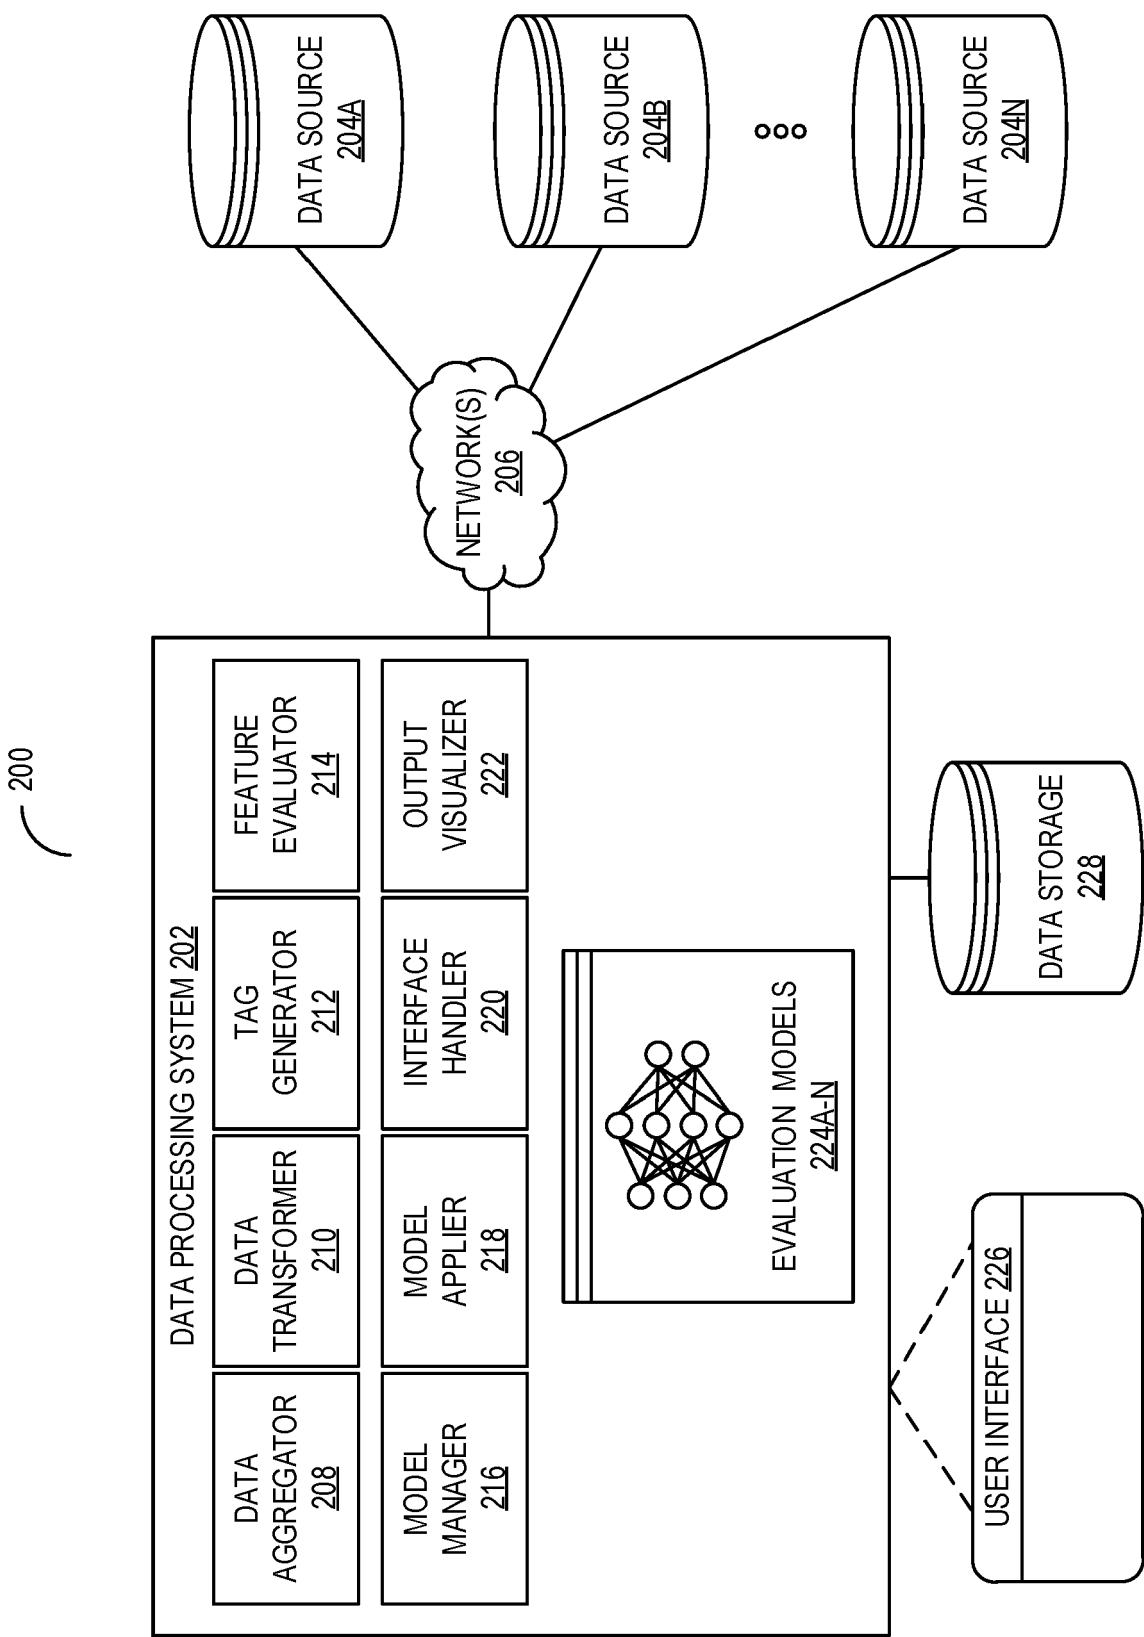 200
DATA PROCESSING SYSTEM 202
DATA
AGGREGATOR
208
DATA
TRANSFORMER
210
TAG
GENERATOR
212
FEATURE
EVALUATOR
214
MODEL
MANAGER
216
MODEL
APPLIER
218
INTERFACE
HANDLER
220
OUTPUT
VISUALIZER
222
EVALUATION MODELS
224A-N
USER INTERFACE 226
DATA STORAGE
228
NETWORK(S)
206
DATA SOURCE
204A
DATA SOURCE
204B
DATA SOURCE
204N